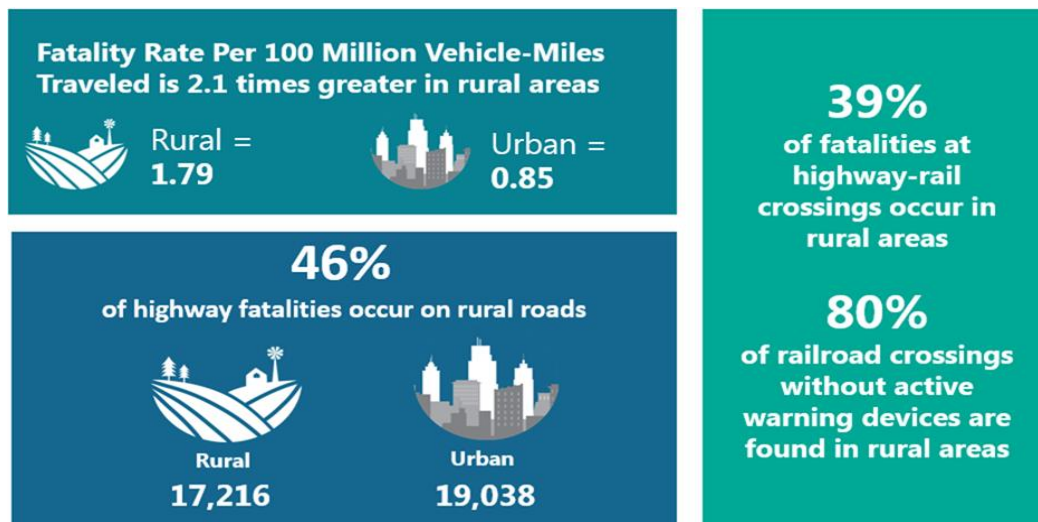 Fatality Rate Per 100 Million Vehicle-Miles
Traveled is 2.1 times greater in rural areas
Rural =
1.79
Urban =
0.85
46%
of highway fatalities occur on rural roads
Rural
17,216
Urban
19,038
39%
of fatalities at
highway-rail
crossings occur in
rural areas
80%
of railroad crossings
without active
warning devices are
found in rural areas